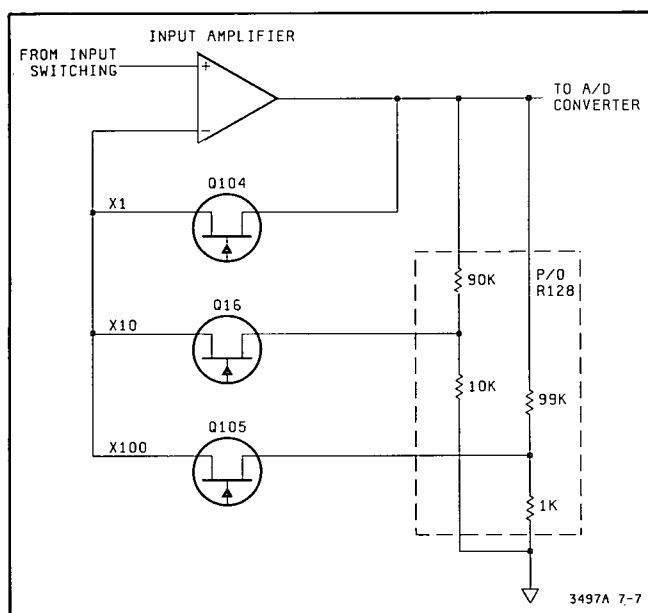 INPUT AMPLIFIER
FROM INPUT
SWITCHING
+
−
TO A/D
CONVERTER
Q104
X1
P/O
R128
90K
Q16
X10
10K
99K
Q105
X100
1K
3497A 7-7